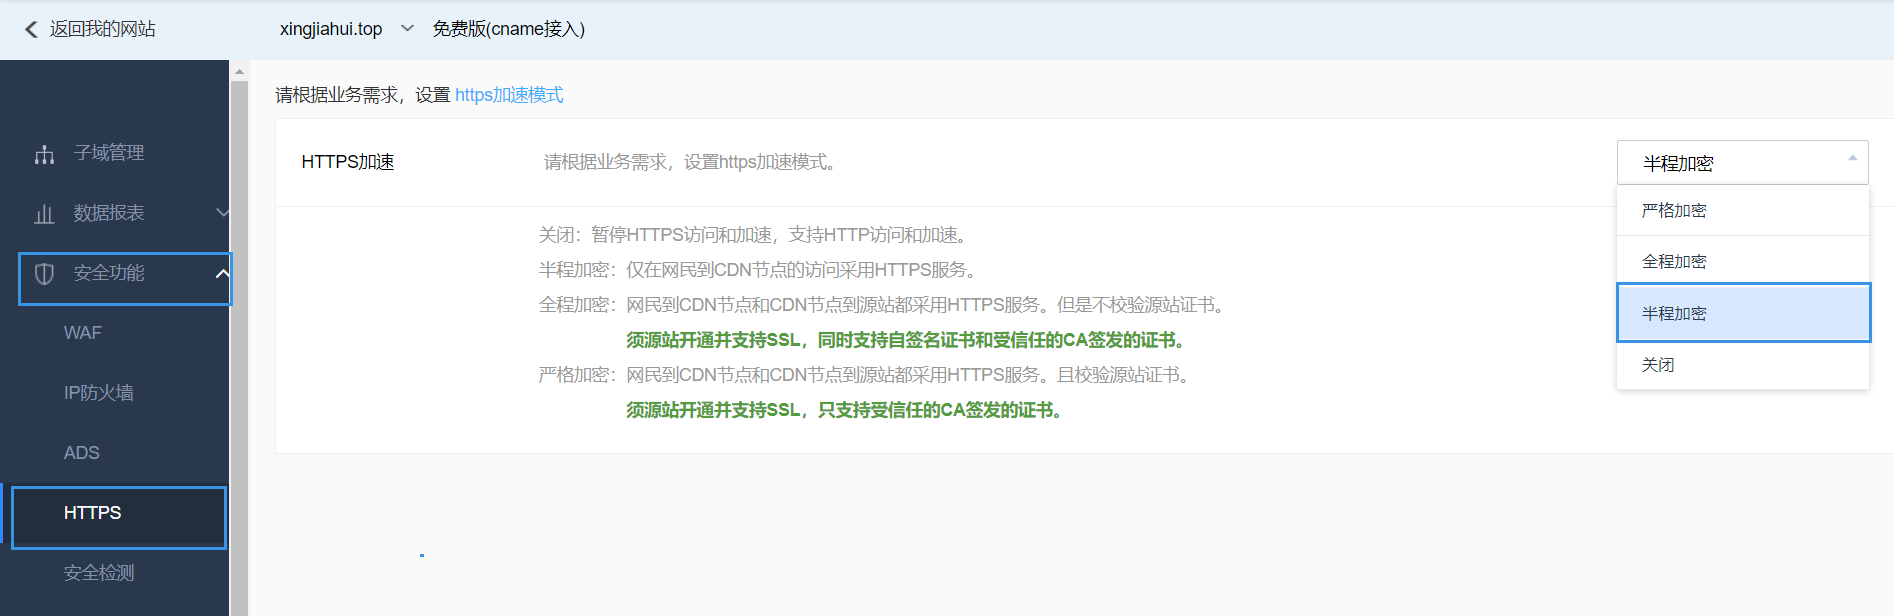 返回我的网站
xingjiahui.top 免费版(cname接入)
子域管理
数据报表
安全功能
WAF
IP防火墙
ADS
HTTPS
安全检测
请根据业务需求，设置 https加速模式
HTTPS加速 请根据业务需求，设置https加速模式。
关闭：暂停HTTPS访问和加速，支持HTTP访问和加速。
半程加密：仅在网民到CDN节点的访问采用HTTPS服务。
全程加密：网民到CDN节点和CDN节点到源站都采用HTTPS服务。但是不校验源站证书。
须源站开通并支持SSL，同时支持自签名证书和受信任的CA签发的证书。
严格加密：网民到CDN节点和CDN节点到源站都采用HTTPS服务。且校验源站证书。
须源站开通并支持SSL，只支持受信任的CA签发的证书。
半程加密
严格加密
全程加密
半程加密
关闭